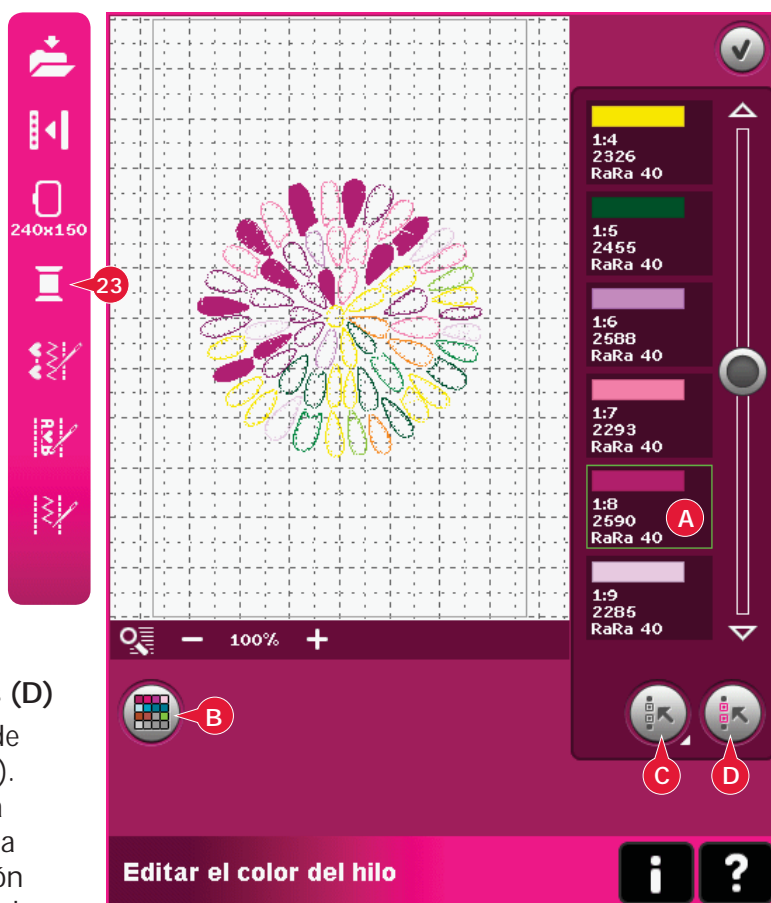 240x150
23
1:4
2326
RaRa 40
1:5
2455
RaRa 40
1:6
2588
RaRa 40
1:7
2293
RaRa 40
1:8
2590
RaRa 40
A
1:9
2285
RaRa 40
100%
B
C
D
Editar el color del hilo
i
?
(D)
de
).
a
ón